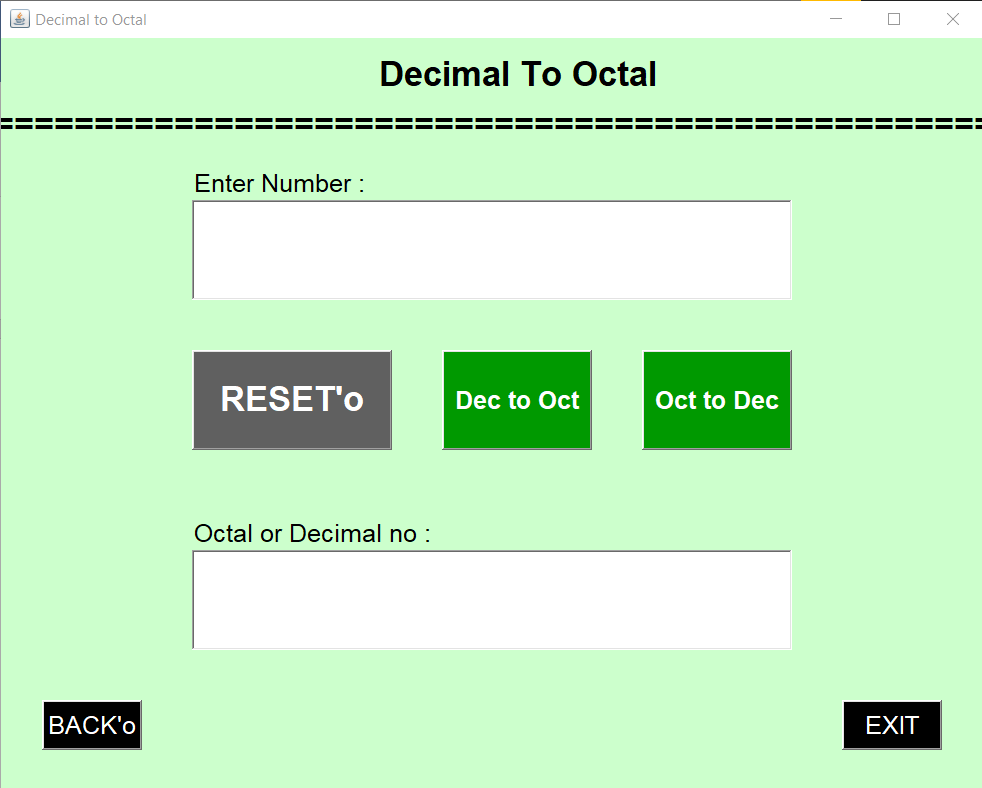 Decimal to Octal
Decimal To Octal
==================================================
Enter Number :
RESET'o Dec to Oct Oct to Dec
Octal or Decimal no :
BACK'o EXIT